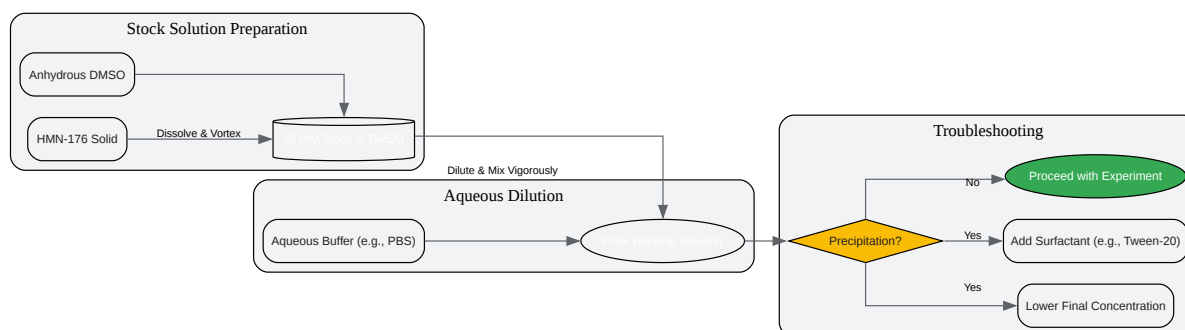 Stock Solution Preparation
Anhydrous DMSO
HMN-176 Solid
Dissolve & Vortex
10 mM Stock in DMSO
Dilute & Mix Vigorously
Aqueous Dilution
Aqueous Buffer (e.g., PBS)
Final Working Solution
Troubleshooting
Precipitation?
No
Proceed with Experiment
Yes
Add Surfactant (e.g., Tween-20)
Yes
Lower Final Concentration